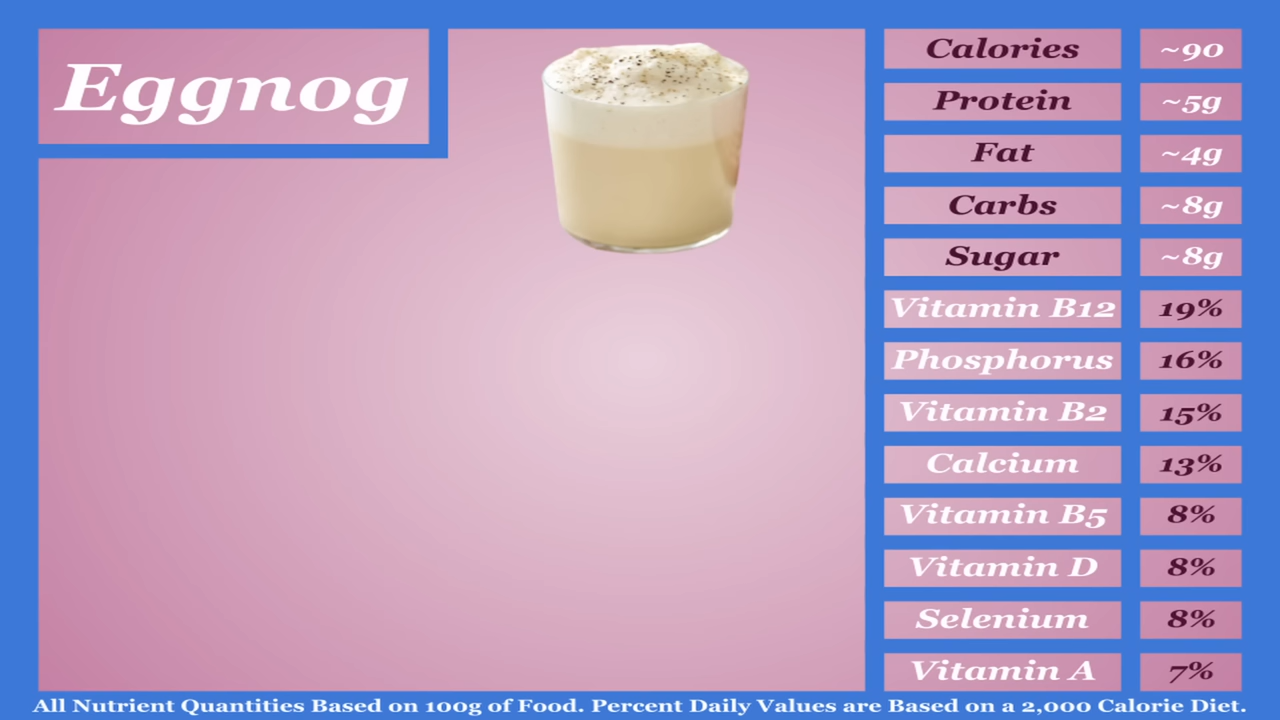 Eggnog
Calories ~90
Protein ~5g
Fat ~4g
Carbs ~8g
Sugar ~8g
Vitamin B12 19%
Phosphorus 16%
Vitamin B2 15%
Calcium 13%
Vitamin B5 8%
Vitamin D 8%
Selenium 8%
Vitamin A 7%
All Nutrient Quantities Based on 100g of Food. Percent Daily Values are Based on a 2,000 Calorie Diet.